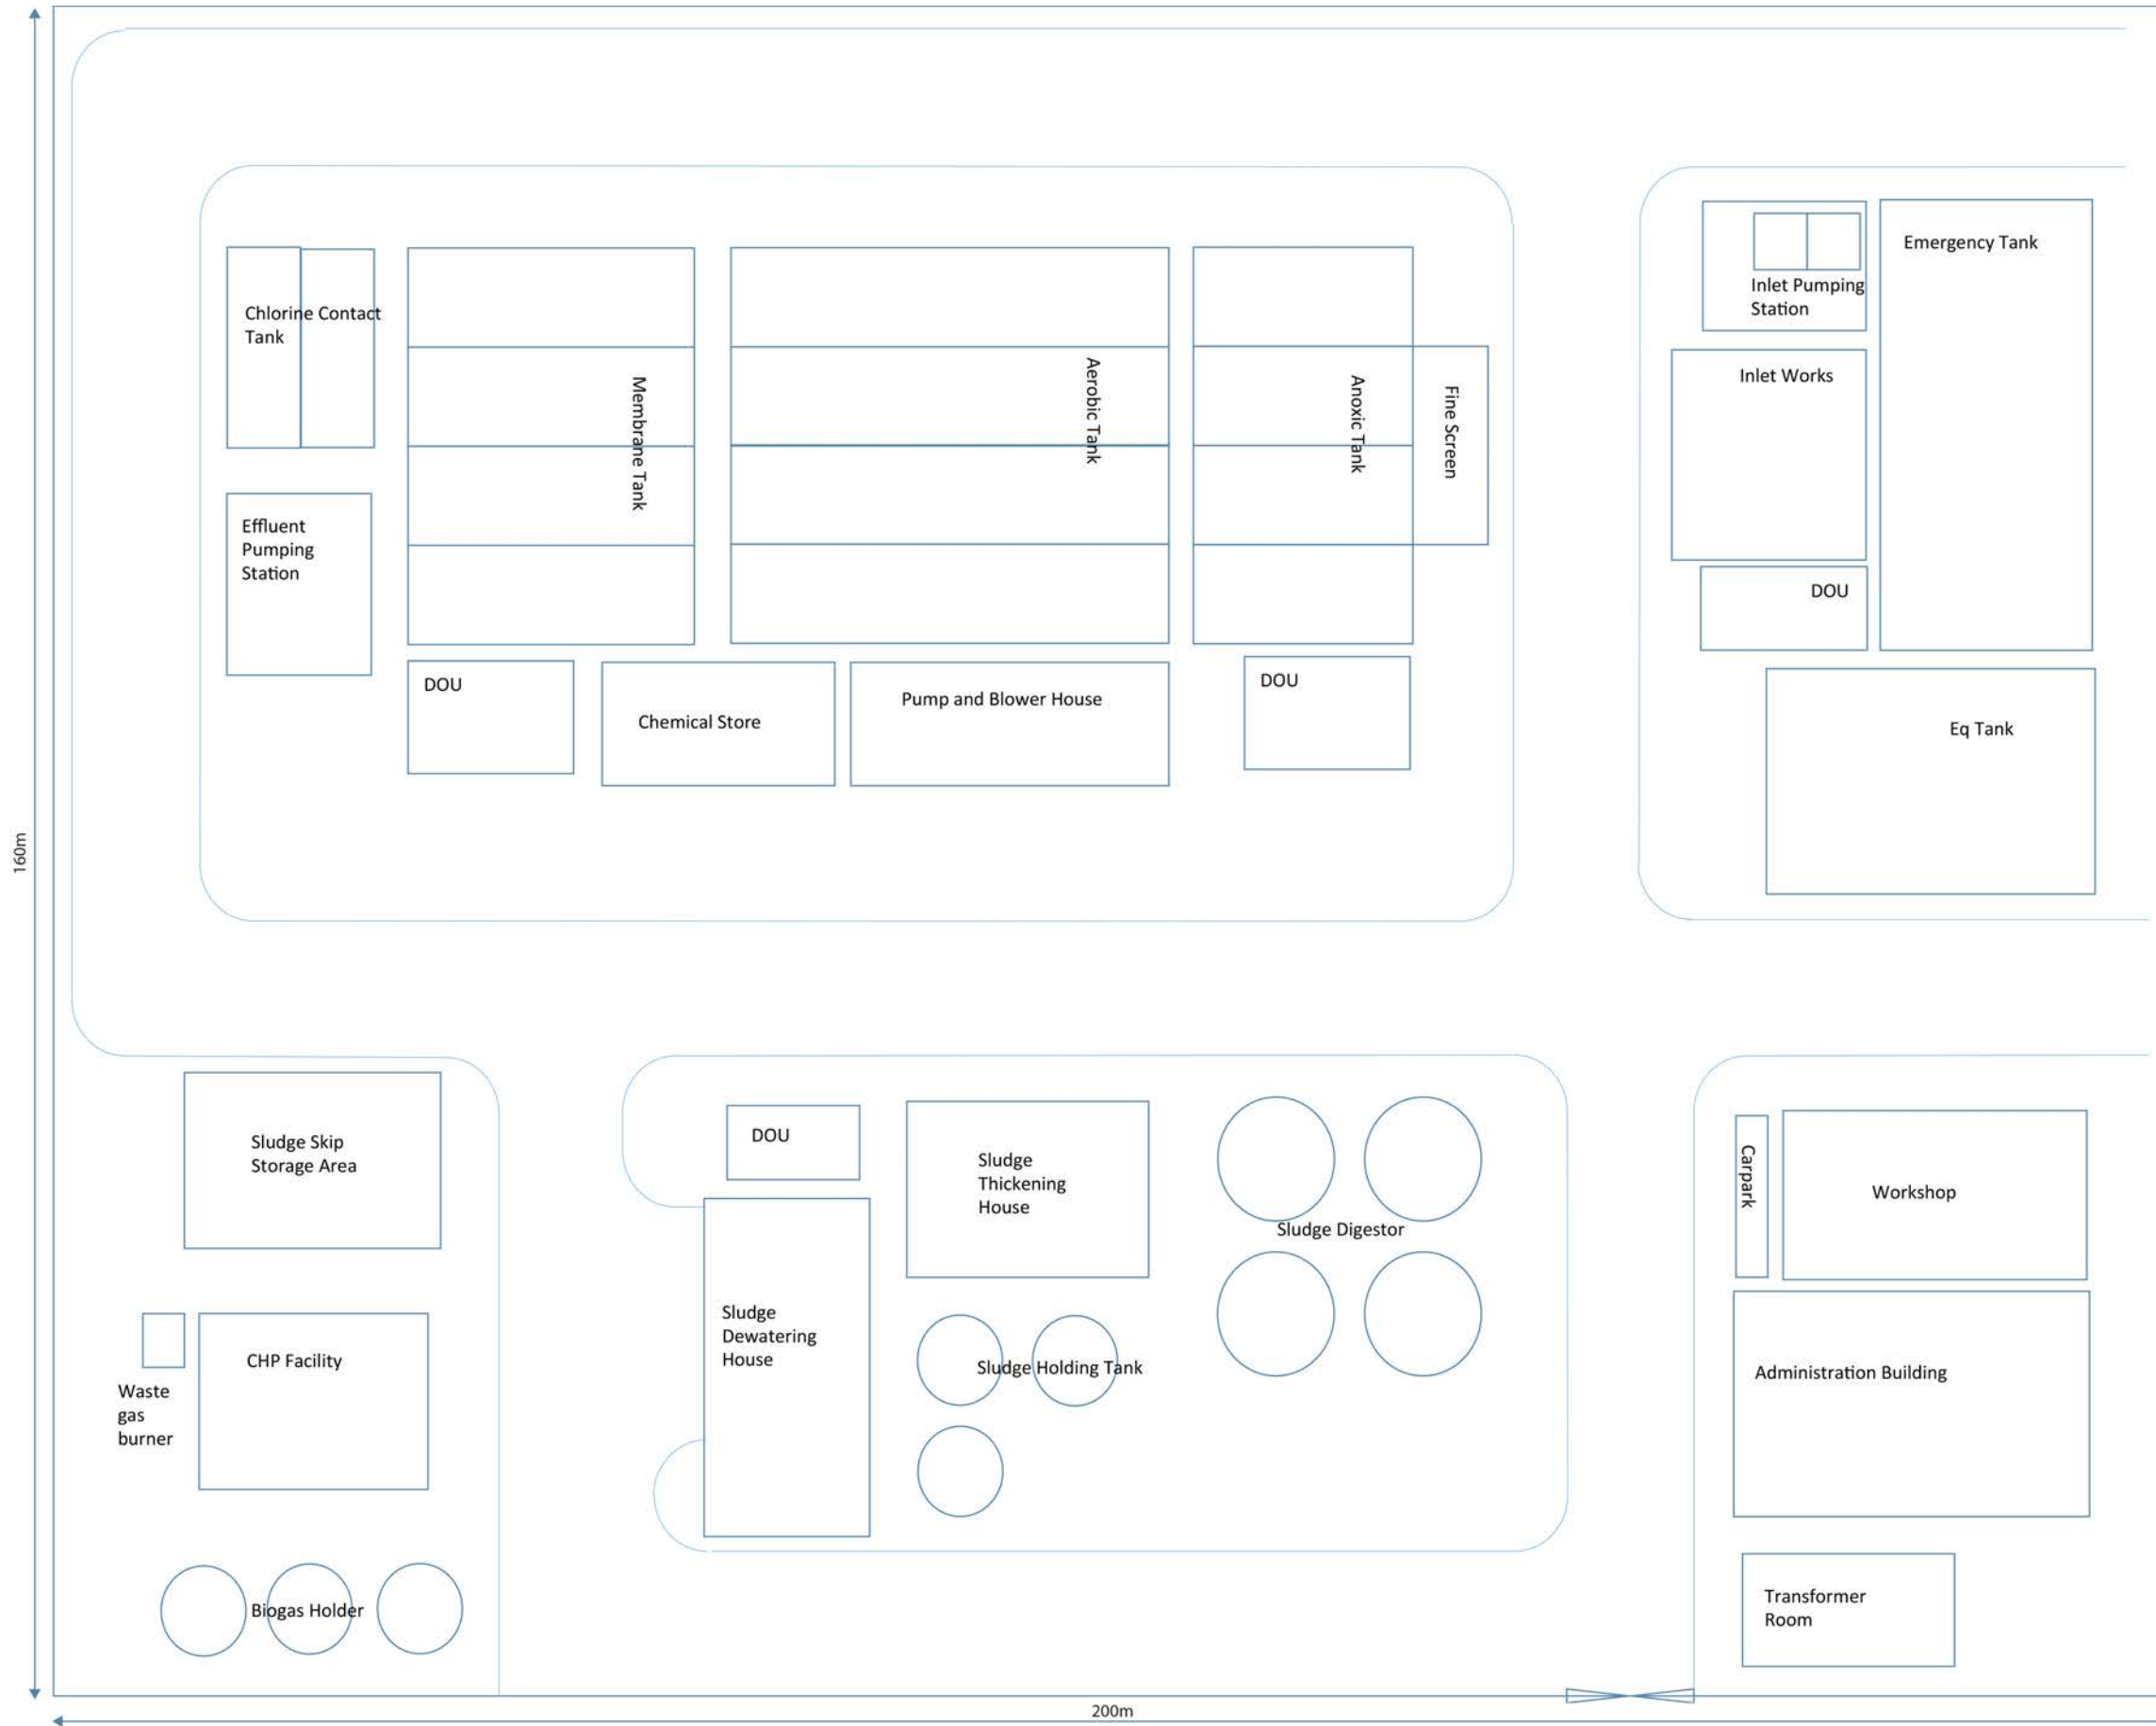 Emergency Tank
Inlet Pumping
Station
Chlorine Contact
Tank
Inlet Works
Membrane Tank
Aerobic Tank
Anoxic Tank
Fine Screen
Effluent
Pumping
Station
DOU
DOU
Chemical Store
Pump and Blower House
DOU
Eq Tank
160m
Sludge Skip
Storage Area
DOU
Sludge
Thickening
House
Sludge Digestor
Carpark
Workshop
Sludge
Dewatering
House
CHP Facility
Sludge Holding Tank
Administration Building
Waste
gas
burner
Biogas Holder
Transformer
Room
200m